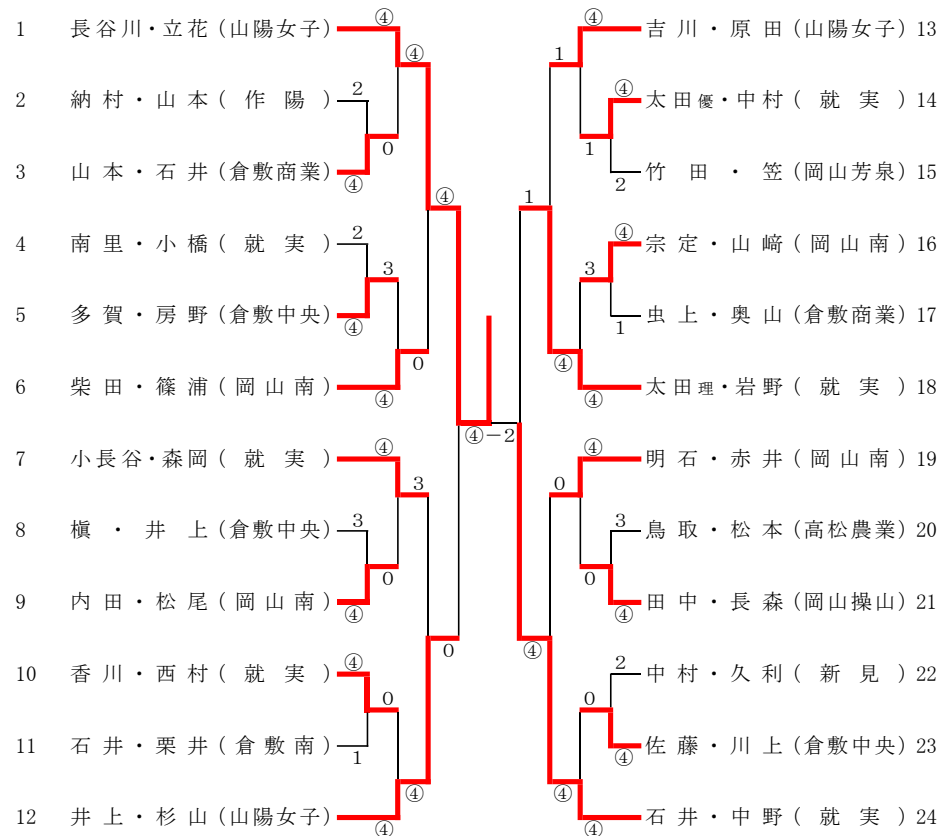 1 長谷川・立花 (山陽女子) ④ ④ 吉川・原田 (山陽女子) 13
④ 1
2 納村・山本 (作陽) 2 ④ 太田優・中村 (就実) 14
0 1
3 山本・石井 (倉敷商業) ④ 2 竹田・笠 (岡山芳泉) 15
④ 1
4 南里・小橋 (就実) 2 ④ 宗定・山﨑 (岡山南) 16
3 3
5 多賀・房野 (倉敷中央) ④ 1 虫上・奥山 (倉敷商業) 17
0 ④
6 柴田・篠浦 (岡山南) ④ ④ 太田理・岩野 (就実) 18
④－2
7 小長谷・森岡 (就実) ④ ④ 明石・赤井 (岡山南) 19
3 0
8 槇・井上 (倉敷中央) 3 3 鳥取・松本 (高松農業) 20
0 0
9 内田・松尾 (岡山南) ④ ④ 田中・長森 (岡山操山) 21
0 ④
10 香川・西村 (就実) ④ 2 中村・久利 (新見) 22
0 0
11 石井・栗井 (倉敷南) 1 ④ 佐藤・川上 (倉敷中央) 23
④ ④
12 井上・杉山 (山陽女子) ④ ④ 石井・中野 (就実) 24